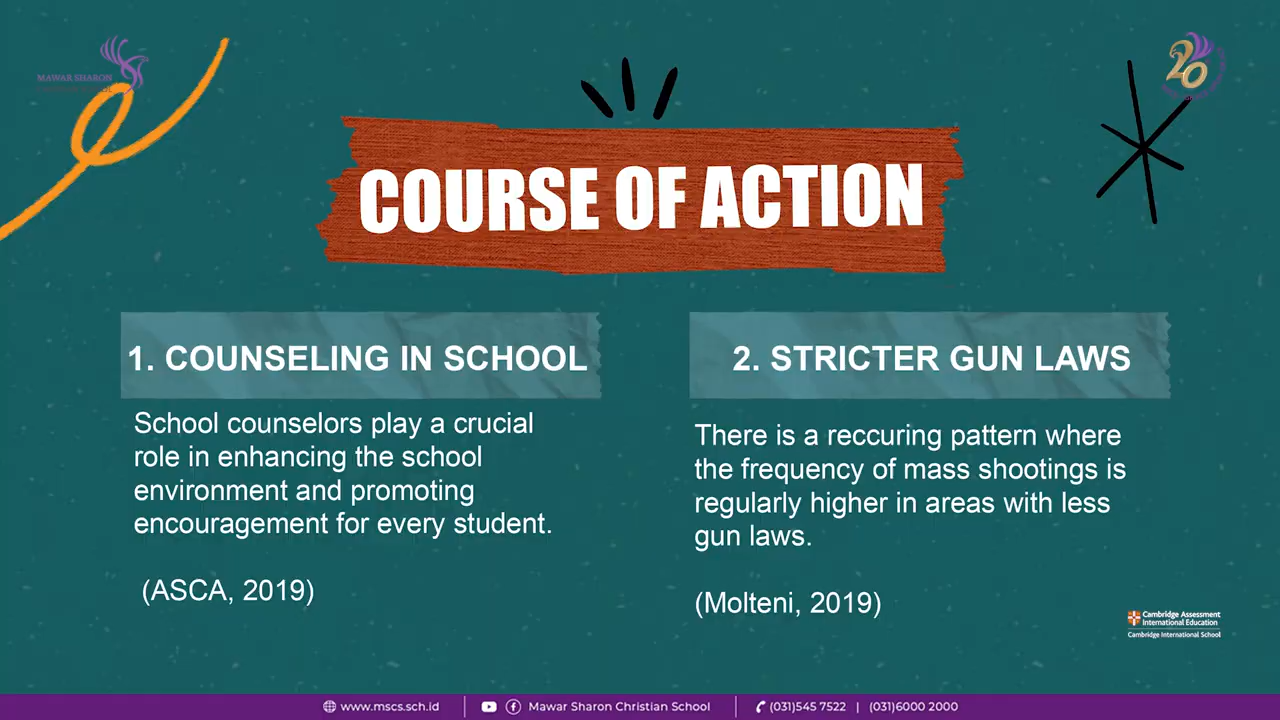 MAWAR SHARON
CHRISTIAN SCHOOL
20
COURSE OF ACTION
1. COUNSELING IN SCHOOL
School counselors play a crucial
role in enhancing the school
environment and promoting
encouragement for every student.
(ASCA, 2019)
2. STRICTER GUN LAWS
There is a reccuring pattern where
the frequency of mass shootings is
regularly higher in areas with less
gun laws.
(Molteni, 2019)
Cambridge Assessment
International Education
Cambridge International School
www.mscs.sch.id
Mawar Sharon Christian School
(031)545 7522 | (031)6000 2000